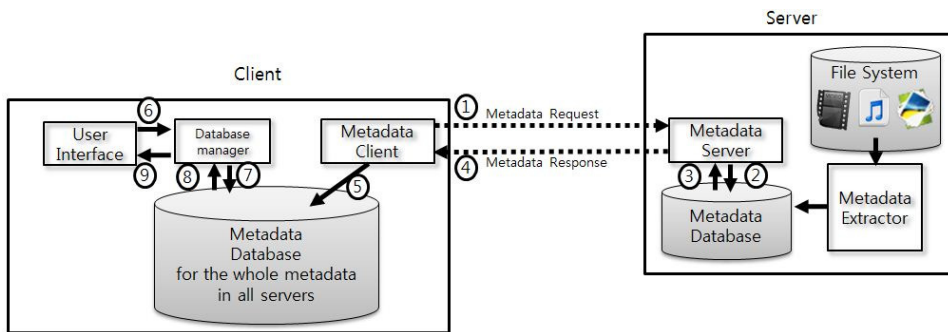 Server
Client
File System
1 Metadata Request
6
User
Interface
Database
manager
Metadata
Client
Metadata
Server
4 Metadata Response
9
8
7
5
3
2
Metadata
Extractor
Metadata
Database
for the whole metadata
in all servers
Metadata
Database